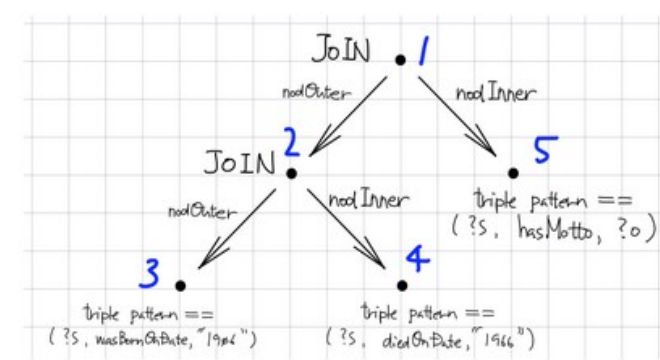 JOIN 1
nodOuter nodInner
JOIN 2 5
nodOuter nodInner triple pattern ==
(?S, hasMotto, ?o)
3 4
triple pattern == triple pattern ==
(?S, wasBornOnDate, "1906") (?S, diedOnDate, "1966")